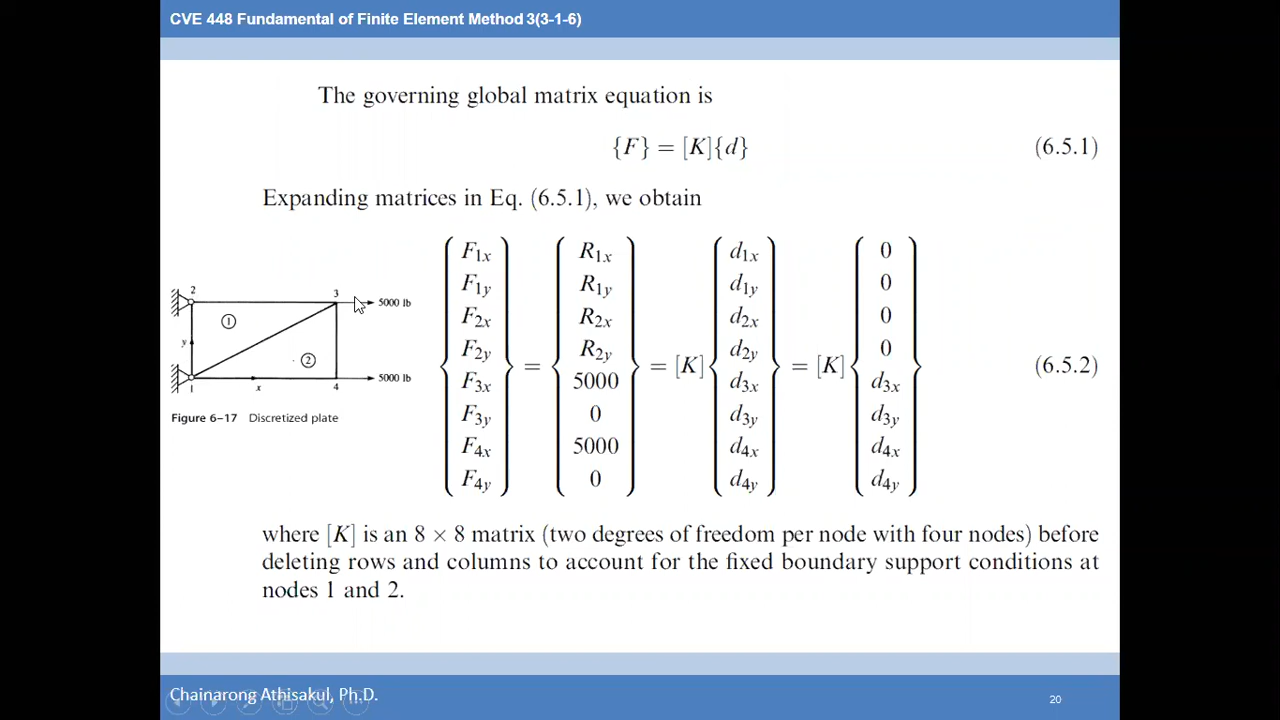 CVE 448 Fundamental of Finite Element Method 3(3-1-6)
The governing global matrix equation is
{F} = [K]{d} (6.5.1)
Expanding matrices in Eq. (6.5.1), we obtain
2 3 5000 lb
1
y
2
5000 lb
1 x 4
Figure 6–17 Discretized plate
F1x R1x d1x 0
F1y R1y d1y 0
F2x R2x d2x 0
F2y R2y d2y 0
= = [K] = [K] (6.5.2)
F3x 5000 d3x d3x
F3y 0 d3y d3y
F4x 5000 d4x d4x
F4y 0 d4y d4y
where [K] is an 8 × 8 matrix (two degrees of freedom per node with four nodes) before
deleting rows and columns to account for the fixed boundary support conditions at
nodes 1 and 2.
Chainarong Athisakul, Ph.D.
20